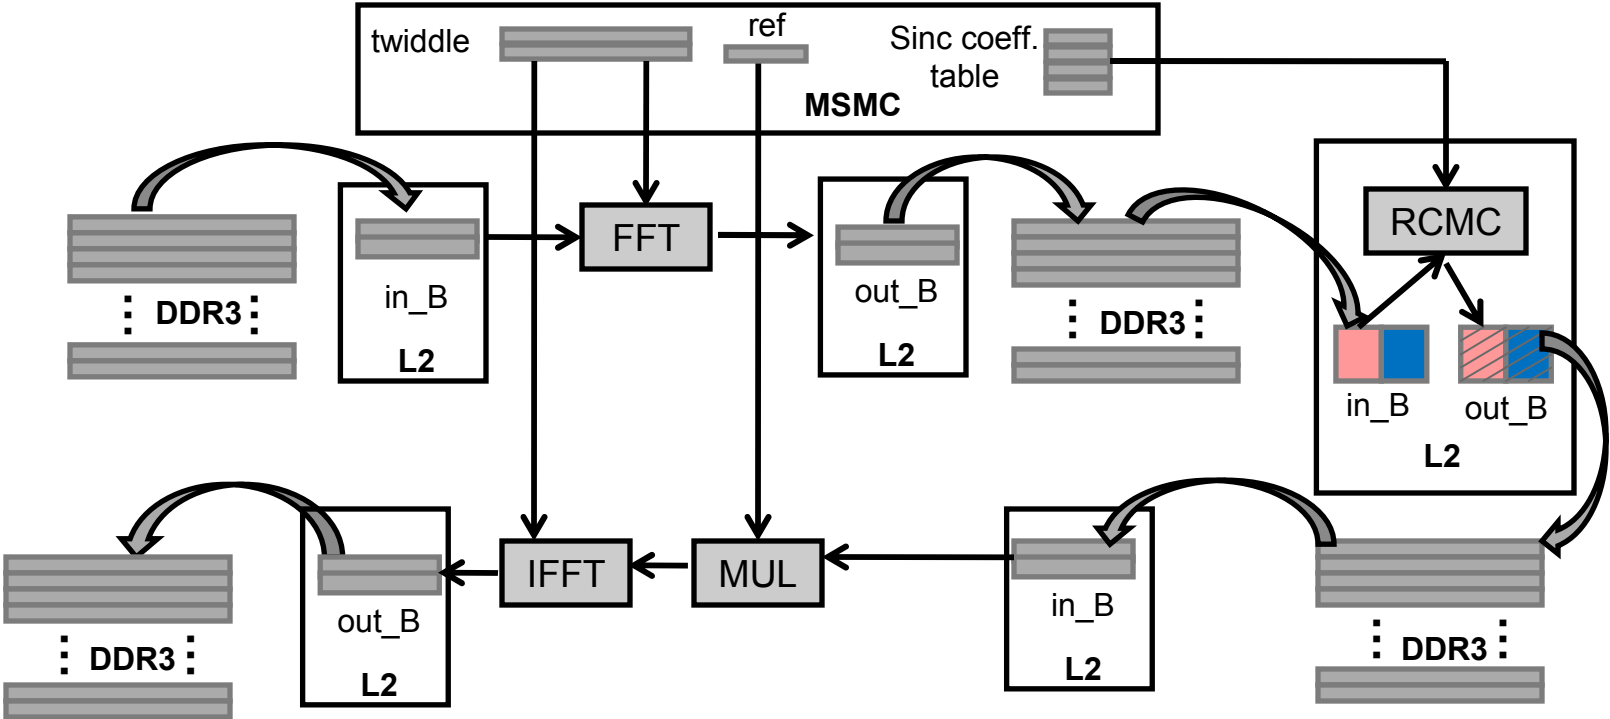 twiddle
ref
Sinc coeff.
table
MSMC
FFT
RCMC
in_B
L2
DDR3
out_B
L2
DDR3
in_B
out_B
L2
IFFT
MUL
out_B
L2
DDR3
in_B
L2
DDR3